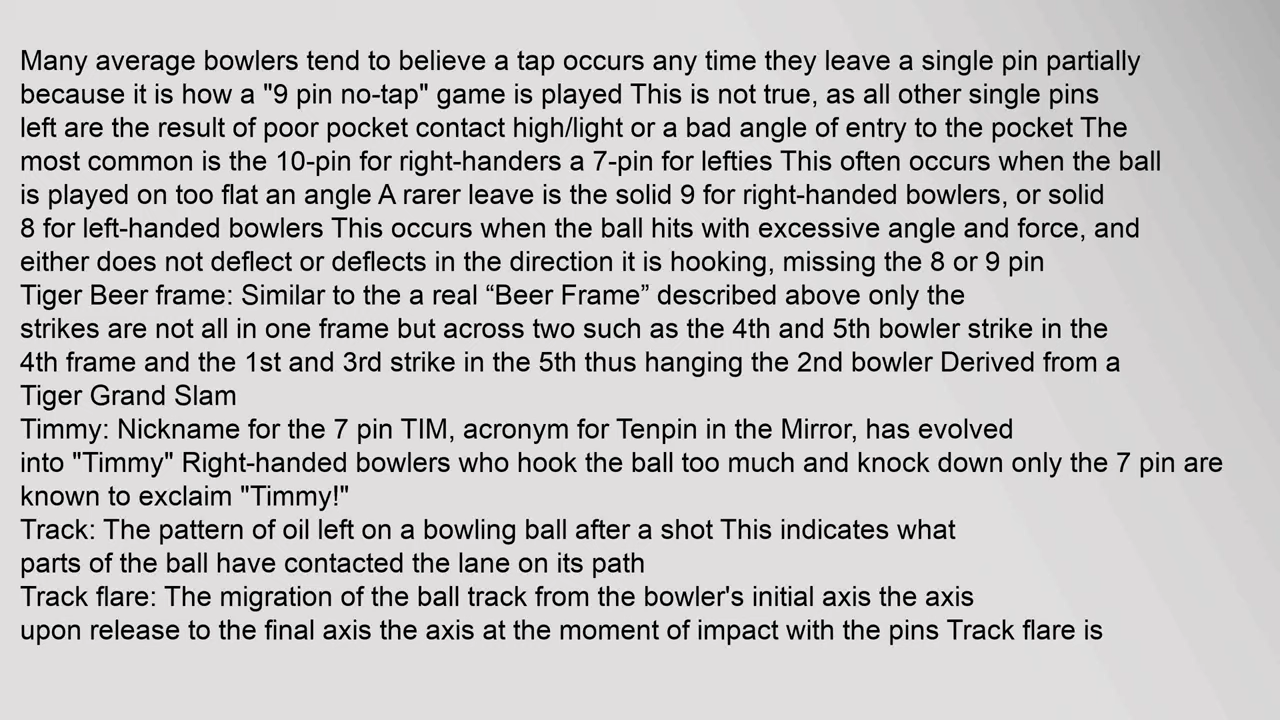 Many average bowlers tend to believe a tap occurs any time they leave a single pin partially
because it is how a "9 pin no-tap" game is played This is not true, as all other single pins
left are the result of poor pocket contact high/light or a bad angle of entry to the pocket The
most common is the 10-pin for right-handers a 7-pin for lefties This often occurs when the ball
is played on too flat an angle A rarer leave is the solid 9 for right-handed bowlers, or solid
8 for left-handed bowlers This occurs when the ball hits with excessive angle and force, and
either does not deflect or deflects in the direction it is hooking, missing the 8 or 9 pin
Tiger Beer frame: Similar to the a real “Beer Frame” described above only the
strikes are not all in one frame but across two such as the 4th and 5th bowler strike in the
4th frame and the 1st and 3rd strike in the 5th thus hanging the 2nd bowler Derived from a
Tiger Grand Slam
Timmy: Nickname for the 7 pin TIM, acronym for Tenpin in the Mirror, has evolved
into "Timmy" Right-handed bowlers who hook the ball too much and knock down only the 7 pin are
known to exclaim "Timmy!"
Track: The pattern of oil left on a bowling ball after a shot This indicates what
parts of the ball have contacted the lane on its path
Track flare: The migration of the ball track from the bowler's initial axis the axis
upon release to the final axis the axis at the moment of impact with the pins Track flare is